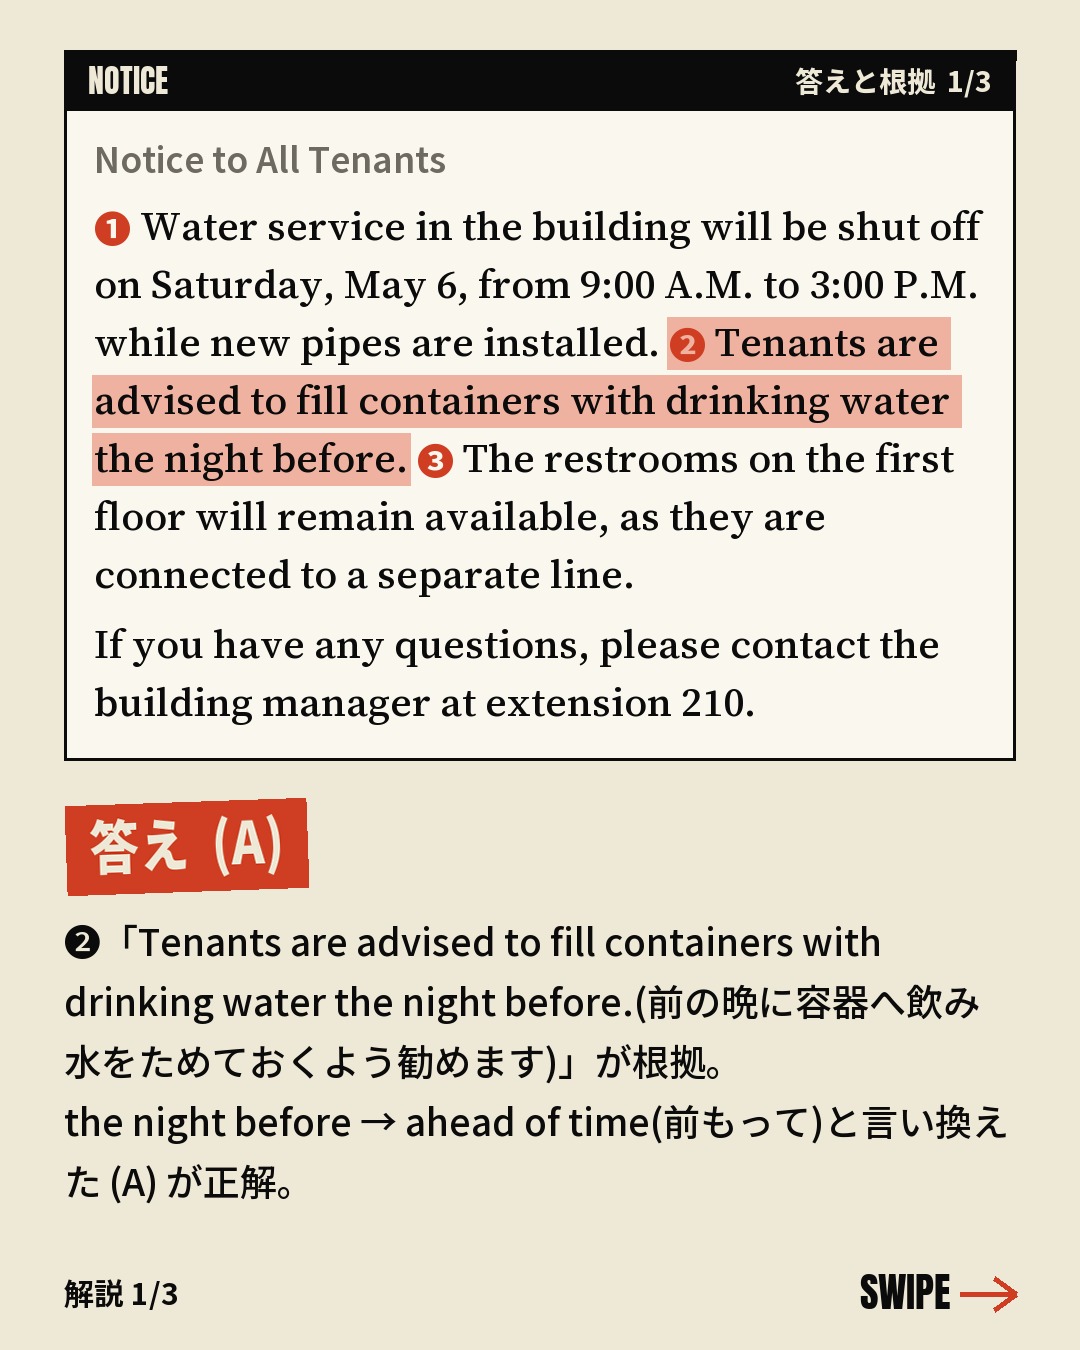 NOTICE
答えと根拠 1/3
Notice to All Tenants
❶ Water service in the building will be shut off
on Saturday, May 6, from 9:00 A.M. to 3:00 P.M.
while new pipes are installed. ❷ Tenants are
advised to fill containers with drinking water
the night before. ❸ The restrooms on the first
floor will remain available, as they are
connected to a separate line.
If you have any questions, please contact the
building manager at extension 210.
答え (A)
❷「Tenants are advised to fill containers with
drinking water the night before.(前の晩に容器へ飲み
水をためておくよう勧めます)」が根拠。
the night before → ahead of time(前もって)と言い換え
た (A) が正解。
解説 1/3
SWIPE →